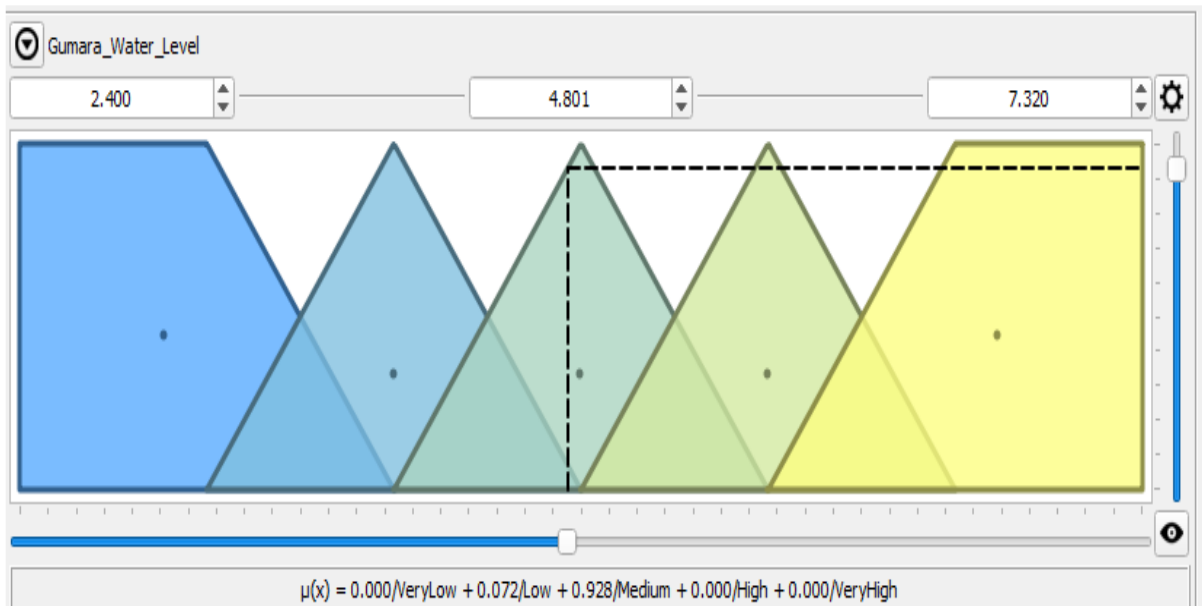 Gumara_Water_Level
2.400 4.801 7.320
µ(x) = 0.000/VeryLow + 0.072/Low + 0.928/Medium + 0.000/High + 0.000/VeryHigh